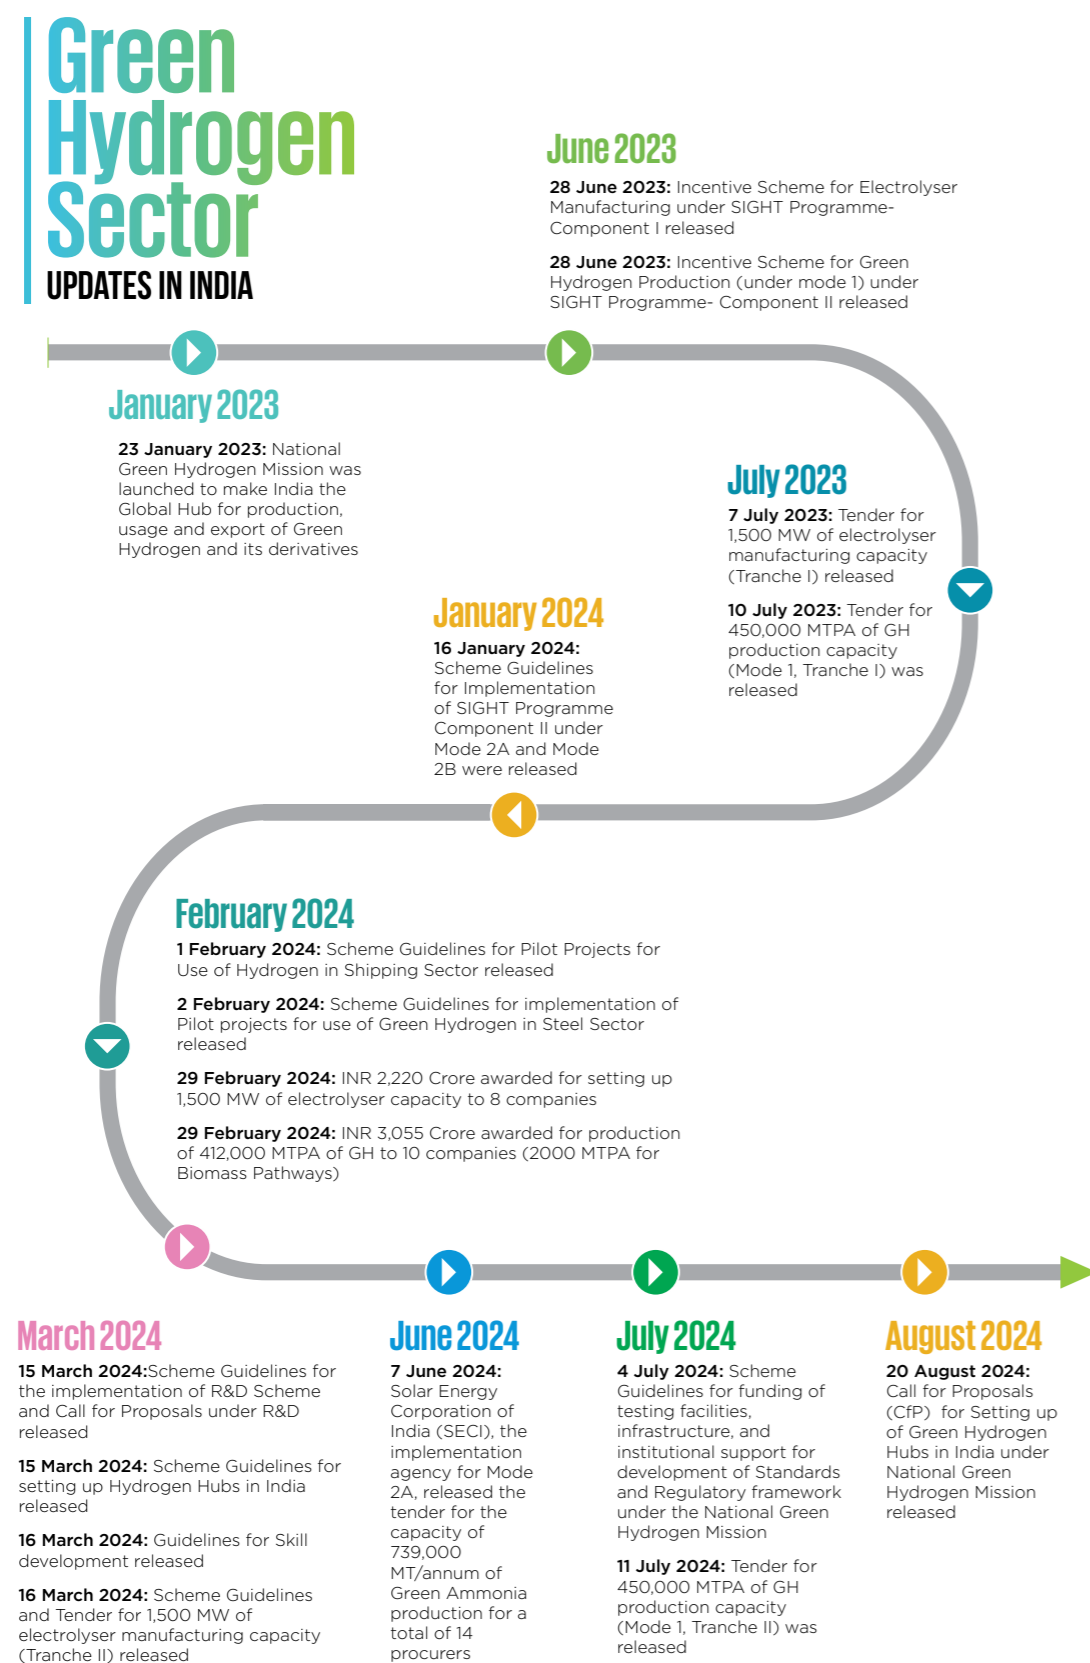 Green
Hydrogen
Sector
UPDATES IN INDIA
June 2023
28 June 2023: Incentive Scheme for Electrolyser
Manufacturing under SIGHT Programme-
Component I released
28 June 2023: Incentive Scheme for Green
Hydrogen Production (under mode 1) under
SIGHT Programme- Component II released
January 2023
23 January 2023: National
Green Hydrogen Mission was
launched to make India the
Global Hub for production,
usage and export of Green
Hydrogen and its derivatives
July 2023
7 July 2023: Tender for
1,500 MW of electrolyser
manufacturing capacity
(Tranche I) released
10 July 2023: Tender for
450,000 MTPA of GH
production capacity
(Mode 1, Tranche I) was
released
January 2024
16 January 2024:
Scheme Guidelines
for Implementation
of SIGHT Programme
Component II under
Mode 2A and Mode
2B were released
February 2024
1 February 2024: Scheme Guidelines for Pilot Projects for
Use of Hydrogen in Shipping Sector released
2 February 2024: Scheme Guidelines for implementation of
Pilot projects for use of Green Hydrogen in Steel Sector
released
29 February 2024: INR 2,220 Crore awarded for setting up
1,500 MW of electrolyser capacity to 8 companies
29 February 2024: INR 3,055 Crore awarded for production
of 412,000 MTPA of GH to 10 companies (2000 MTPA for
Biomass Pathways)
March 2024
15 March 2024:Scheme Guidelines for
the implementation of R&D Scheme
and Call for Proposals under R&D
released
15 March 2024: Scheme Guidelines for
setting up Hydrogen Hubs in India
released
16 March 2024: Guidelines for Skill
development released
16 March 2024: Scheme Guidelines
and Tender for 1,500 MW of
electrolyser manufacturing capacity
(Tranche II) released
June 2024
7 June 2024:
Solar Energy
Corporation of
India (SECI), the
implementation
agency for Mode
2A, released the
tender for the
capacity of
739,000
MT/annum of
Green Ammonia
production for a
total of 14
procurers
July 2024
4 July 2024: Scheme
Guidelines for funding of
testing facilities,
infrastructure, and
institutional support for
development of Standards
and Regulatory framework
under the National Green
Hydrogen Mission
11 July 2024: Tender for
450,000 MTPA of GH
production capacity
(Mode 1, Tranche II) was
released
August 2024
20 August 2024:
Call for Proposals
(CfP) for Setting up
of Green Hydrogen
Hubs in India under
National Green
Hydrogen Mission
released